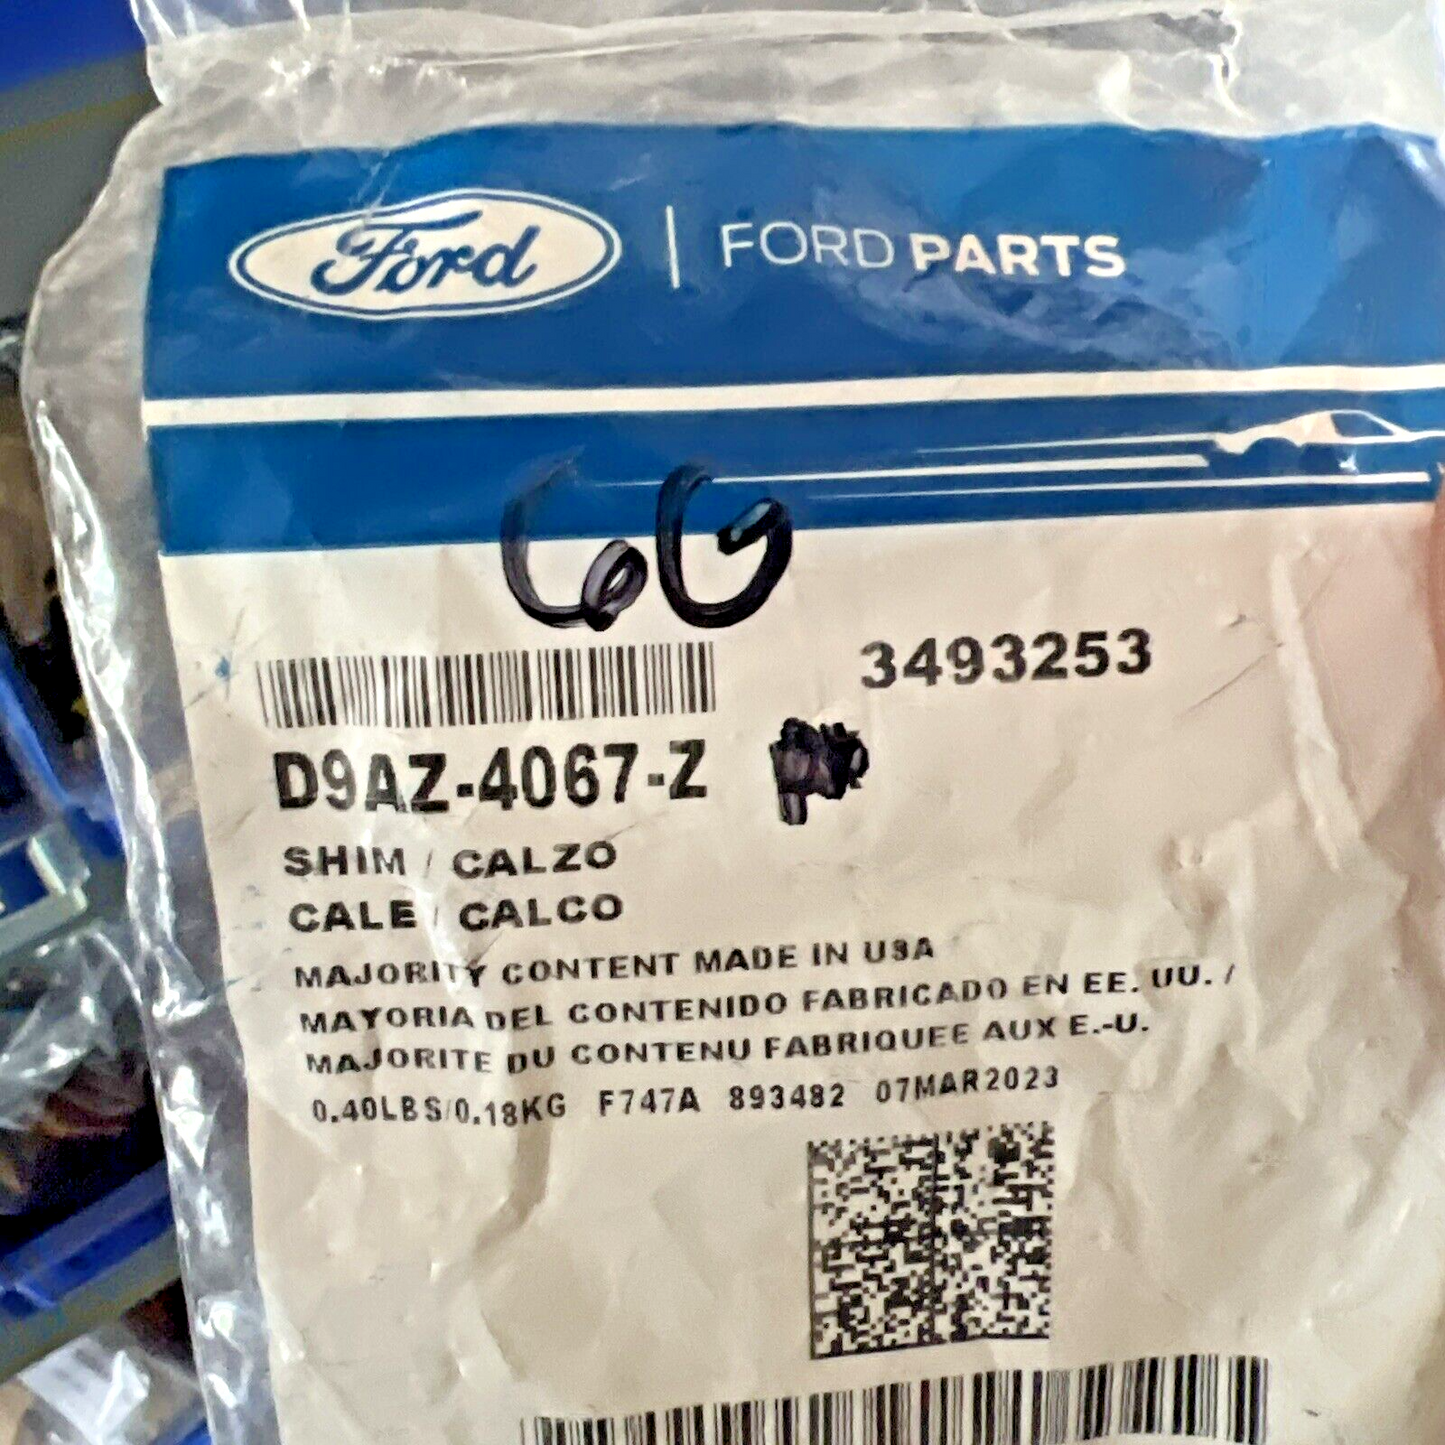 Ford | FORD PARTS
6G
3493253
D9AZ-4067-Z
SHIM / CALZO
CALE / CALCO
MAJORITY CONTENT MADE IN USA
MAYORIA DEL CONTENIDO FABRICADO EN EE. UU. /
MAJORITE DU CONTENU FABRIQUEE AUX E.-U.
0.40LBS/0.18KG F747A 893482 07MAR2023